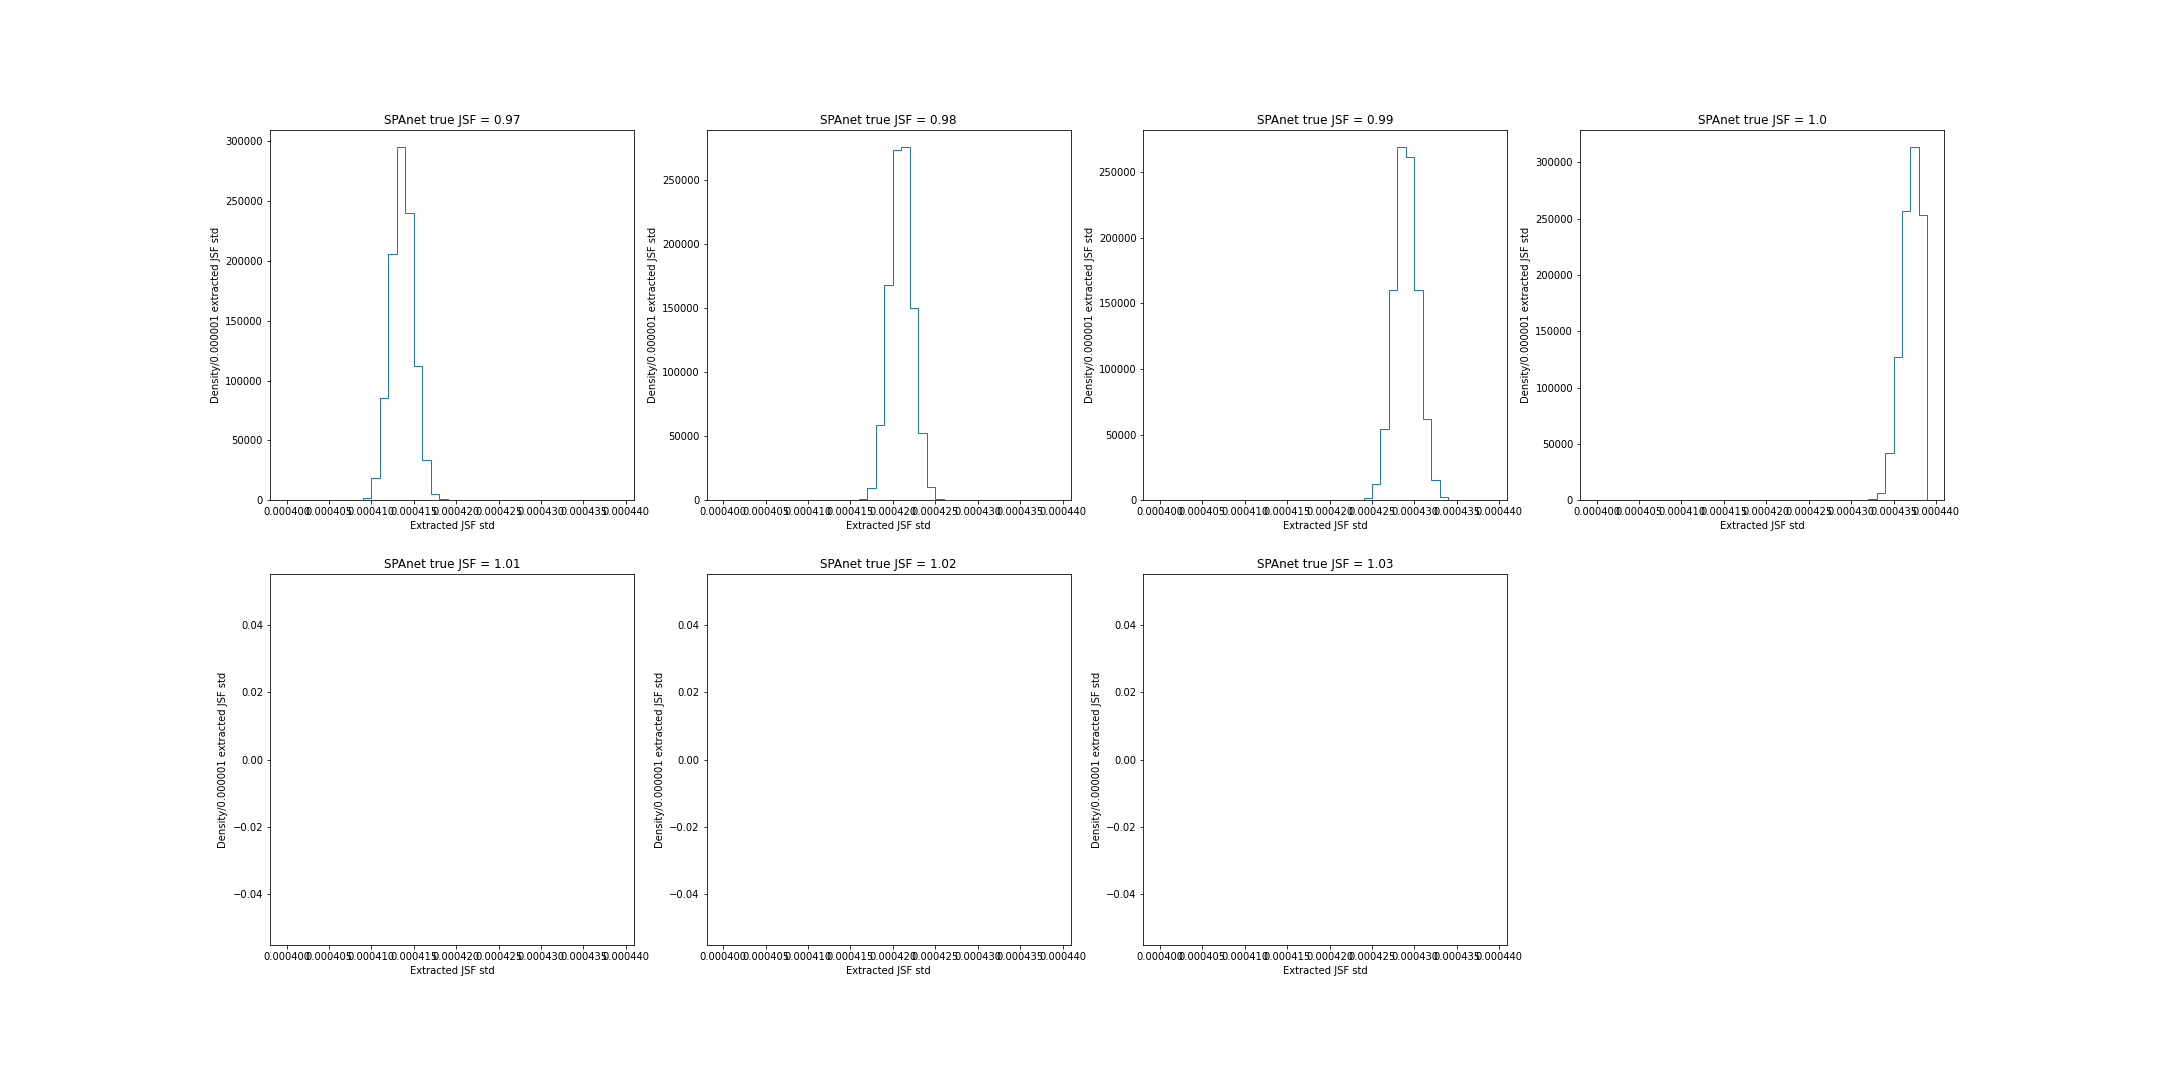 SPAnet true JSF = 0.97
300000
250000
200000
150000
100000
50000
0
Density/0.000001 extracted JSF std
0.000400 0.000405 0.000410 0.000415 0.000420 0.000425 0.000430 0.000435 0.000440
Extracted JSF std
SPAnet true JSF = 0.98
250000
200000
150000
100000
50000
0
Density/0.000001 extracted JSF std
0.000400 0.000405 0.000410 0.000415 0.000420 0.000425 0.000430 0.000435 0.000440
Extracted JSF std
SPAnet true JSF = 0.99
250000
200000
150000
100000
50000
0
Density/0.000001 extracted JSF std
0.000400 0.000405 0.000410 0.000415 0.000420 0.000425 0.000430 0.000435 0.000440
Extracted JSF std
SPAnet true JSF = 1.0
300000
250000
200000
150000
100000
50000
0
Density/0.000001 extracted JSF std
0.000400 0.000405 0.000410 0.000415 0.000420 0.000425 0.000430 0.000435 0.000440
Extracted JSF std
SPAnet true JSF = 1.01
0.04
0.02
0.00
−0.02
−0.04
Density/0.000001 extracted JSF std
0.000400 0.000405 0.000410 0.000415 0.000420 0.000425 0.000430 0.000435 0.000440
Extracted JSF std
SPAnet true JSF = 1.02
0.04
0.02
0.00
−0.02
−0.04
Density/0.000001 extracted JSF std
0.000400 0.000405 0.000410 0.000415 0.000420 0.000425 0.000430 0.000435 0.000440
Extracted JSF std
SPAnet true JSF = 1.03
0.04
0.02
0.00
−0.02
−0.04
Density/0.000001 extracted JSF std
0.000400 0.000405 0.000410 0.000415 0.000420 0.000425 0.000430 0.000435 0.000440
Extracted JSF std